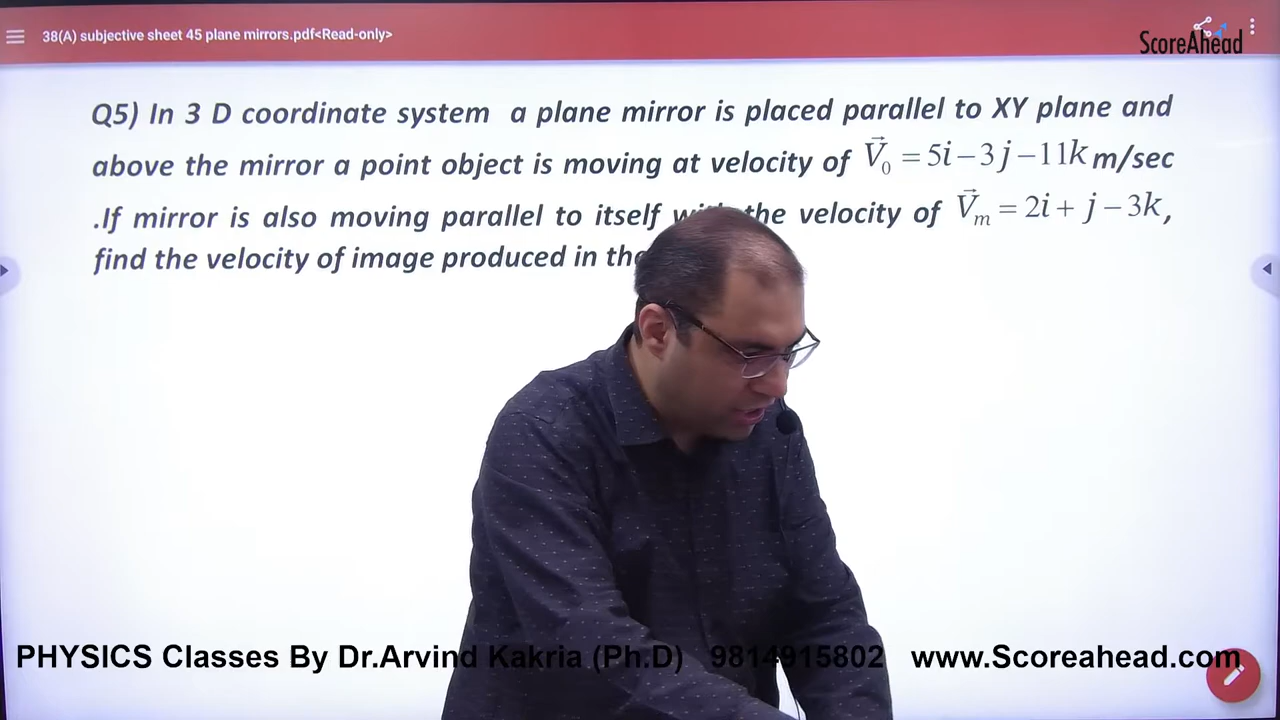 38(A) subjective sheet 45 plane mirrors.pdf<Read-only>
ScoreAhead
Q5) In 3 D coordinate system a plane mirror is placed parallel to XY plane and
above the mirror a point object is moving at velocity of V⃗₀ = 5i − 3j − 11k m/sec
.If mirror is also moving parallel to itself with the velocity of V⃗ₘ = 2i + j − 3k,
find the velocity of image produced in the
PHYSICS Classes By Dr.Arvind Kakria (Ph.D) 9814915802 www.Scoreahead.com